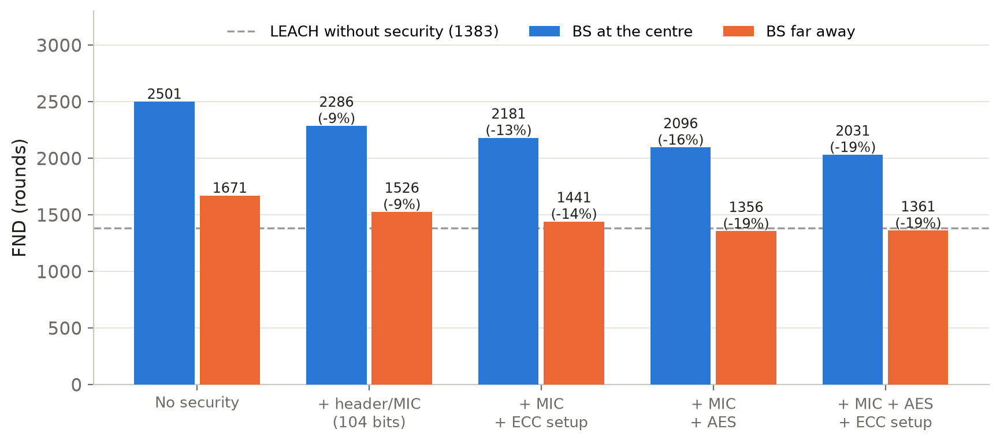 LEACH without security (1383)
BS at the centre
BS far away
FND (rounds)
3000
2500
2000
1500
1000
500
0
2501
1671
2286
(-9%)
1526
(-9%)
2181
(-13%)
1441
(-14%)
2096
(-16%)
1356
(-19%)
2031
(-19%)
1361
(-19%)
No security
+ header/MIC
(104 bits)
+ MIC
+ ECC setup
+ MIC
+ AES
+ MIC + AES
+ ECC setup